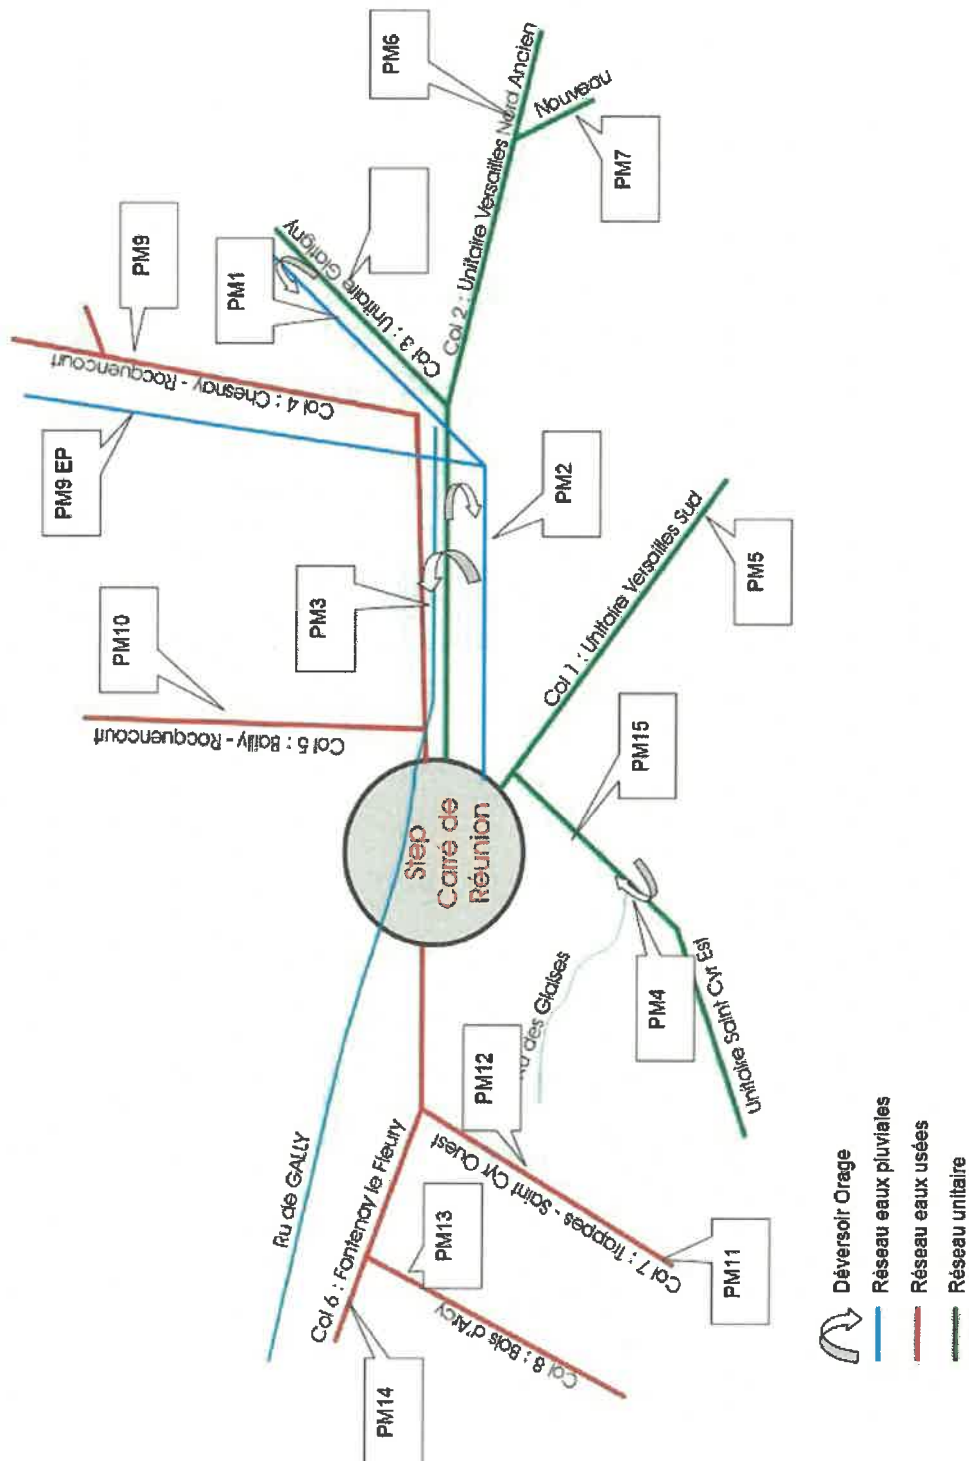 PM6
Nouveau
PM7
Col 2 : Unitaire Versailles Nord Ancien
PM9
PM1
Col 3 : Unitaire Glatigny
Col 4 : Chesnay - Rocquencourt
PM9 EP
PM2
PM3
PM10
Col 5 : Bailly - Rocquencourt
Col 1 : Unitaire Versailles Sud
PM5
PM15
Step
Carré de
Réunion
PM4
Unitaire Saint Cyr Est
des Glaises
PM12
Ru de GALLY
Col 6 : Fontenay le Fleury
Col 7 : Trappes - Saint Cyr Ouest
PM13
PM11
Col 8 : Bois d'Arcy
PM14
Déversoir Orage
Réseau eaux pluviales
Réseau eaux usées
Réseau unitaire